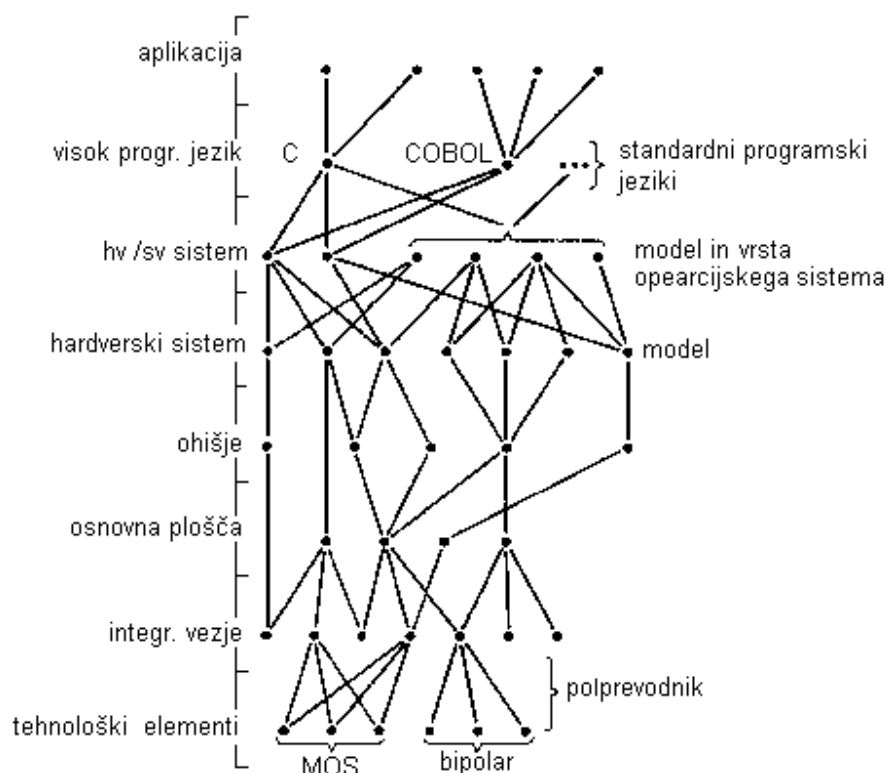 aplikacija
visok progr. jezik
C
COBOL
standardni programski
jeziki
hv /sv sistem
model in vrsta
opearcijskega sistema
hardverski sistem
model
ohišje
osnovna plošča
integr. vezje
polprevodnik
tehnološki elementi
MOS
bipolar